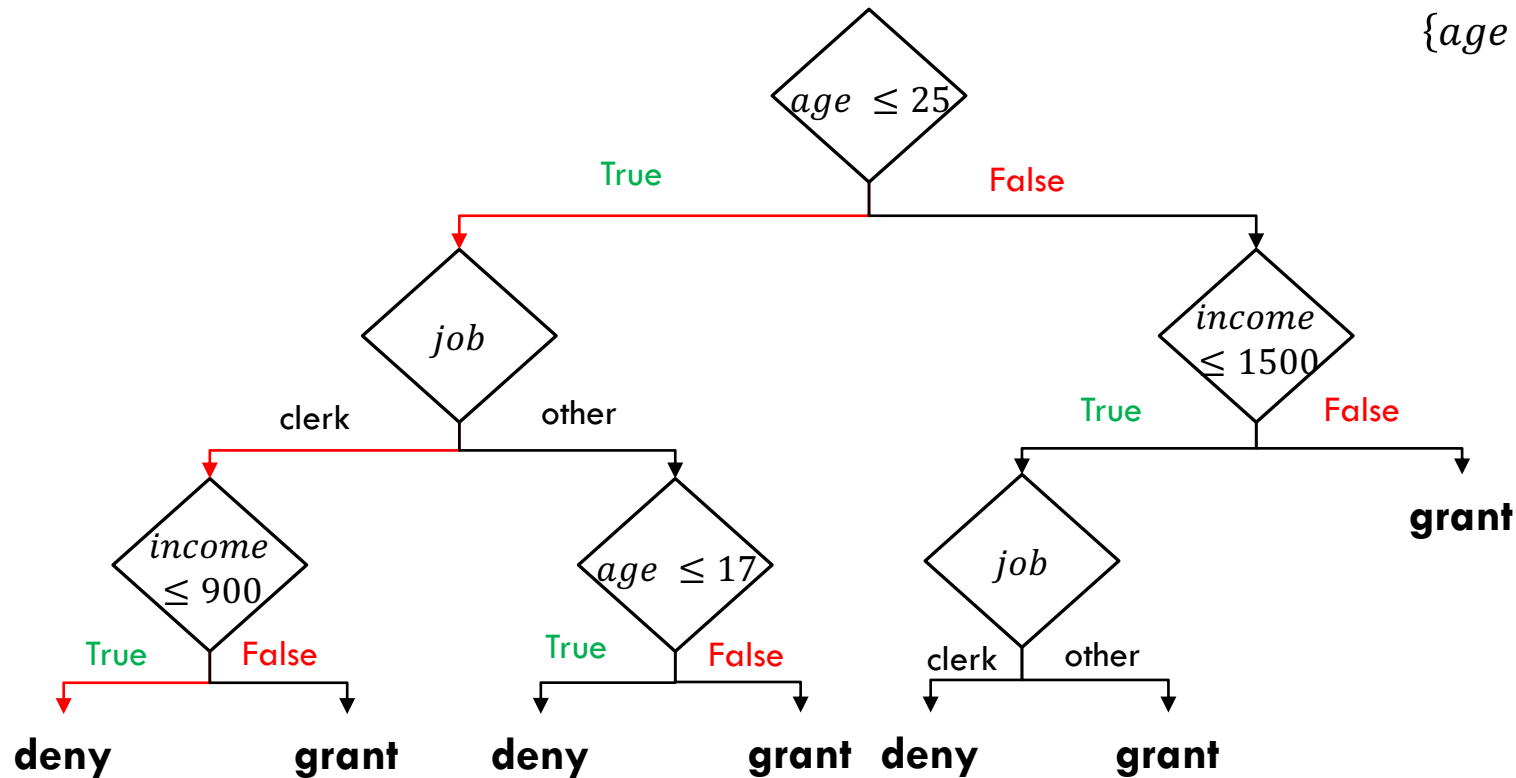 {age
age ≤ 25
True
False
job
income
≤ 1500
clerk
other
True
False
income
≤ 900
age ≤ 17
job
grant
True
False
True
False
clerk
other
deny
grant
deny
grant
deny
grant